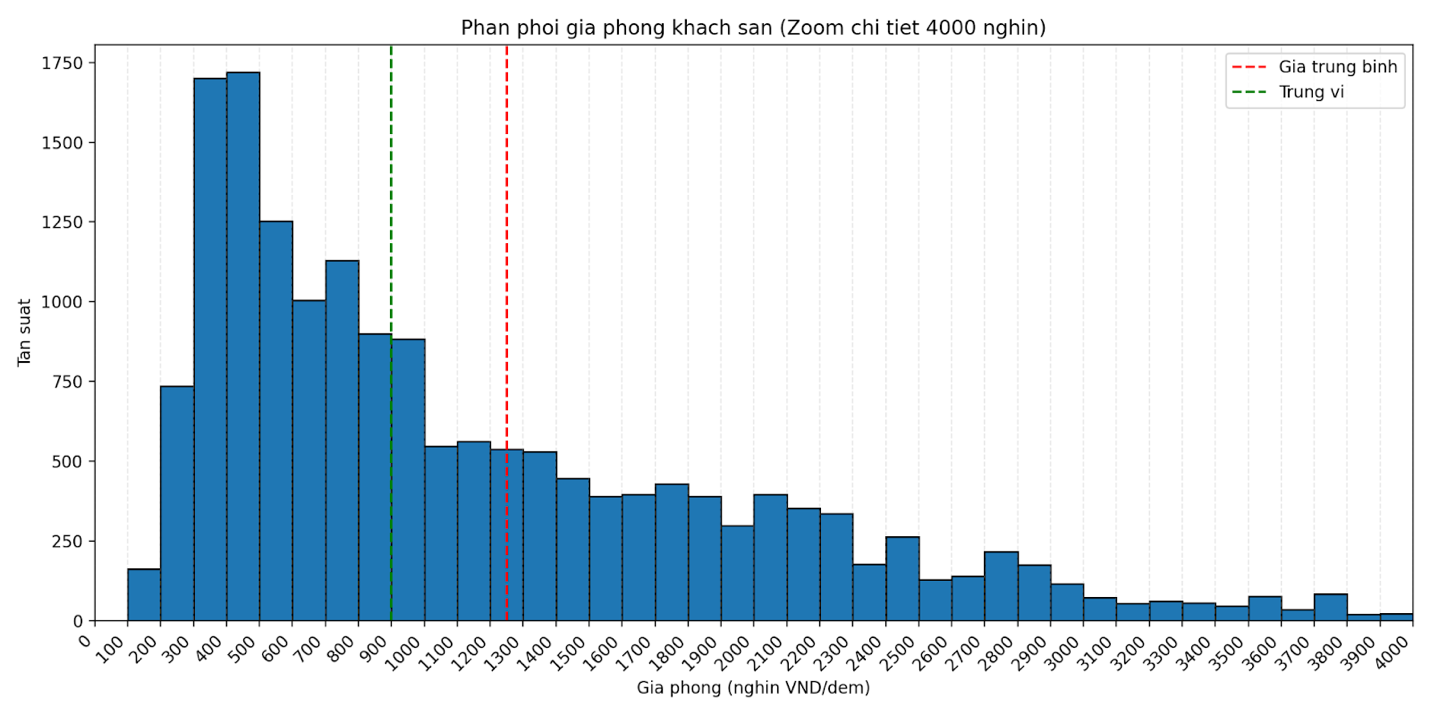 Phan phoi gia phong khach san (Zoom chi tiet 4000 nghin)
Gia trung binh
Trung vi
Tan suat
1750
1500
1250
1000
750
500
250
0
0 100 200 300 400 500 600 700 800 900 1000 1100 1200 1300 1400 1500 1600 1700 1800 1900 2000 2100 2200 2300 2400 2500 2600 2700 2800 2900 3000 3100 3200 3300 3400 3500 3600 3700 3800 3900 4000
Gia phong (nghin VND/dem)